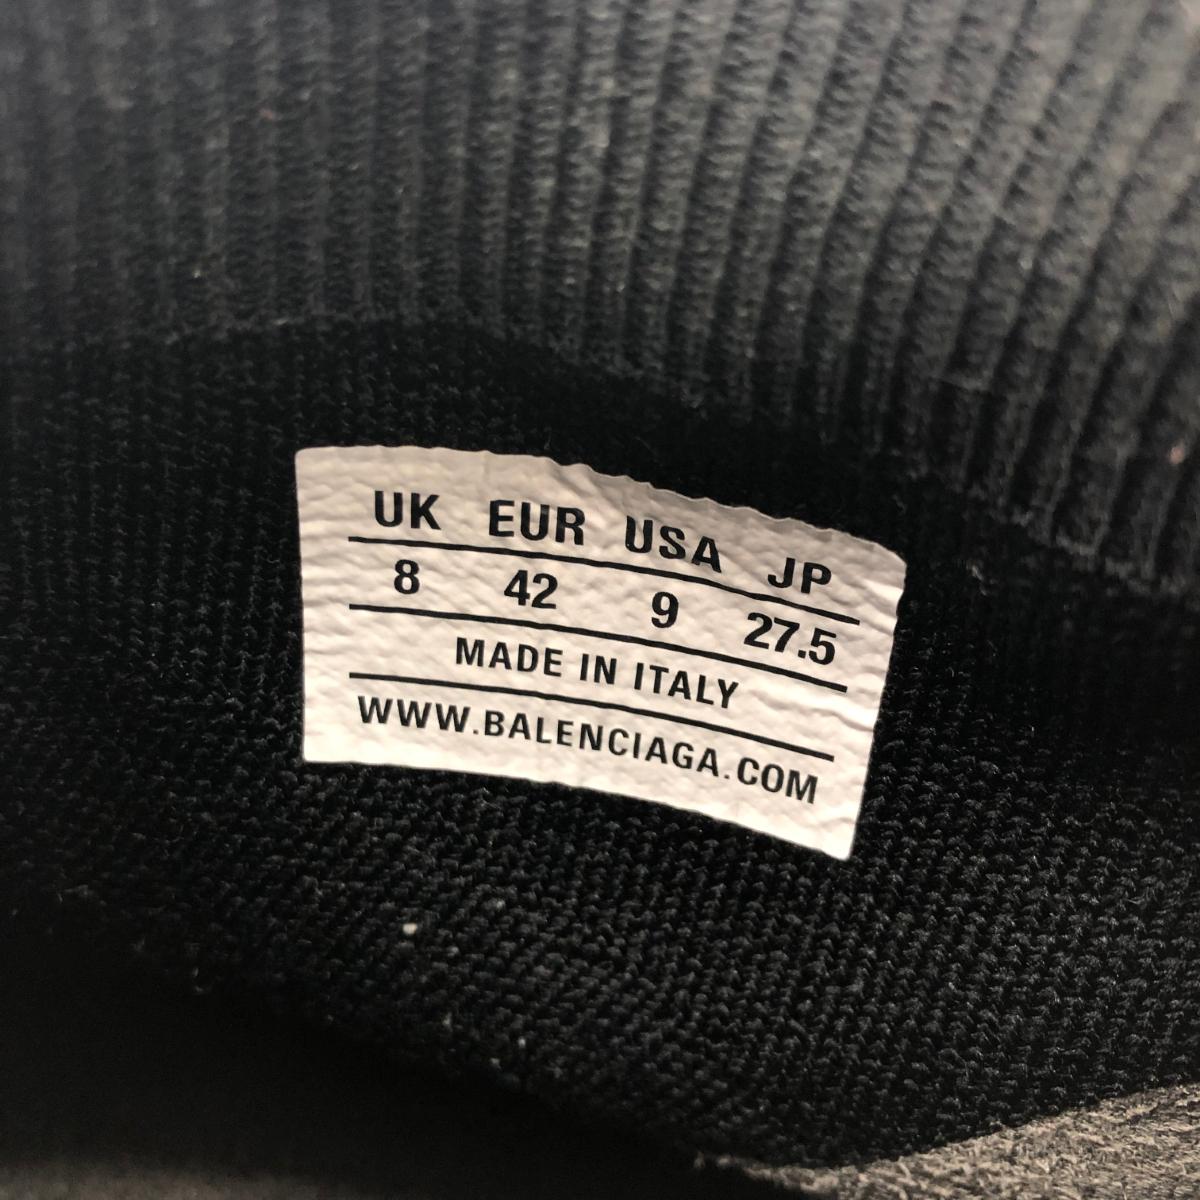 UK EUR USA JP
8 42 9 27.5
MADE IN ITALY
WWW.BALENCIAGA.COM